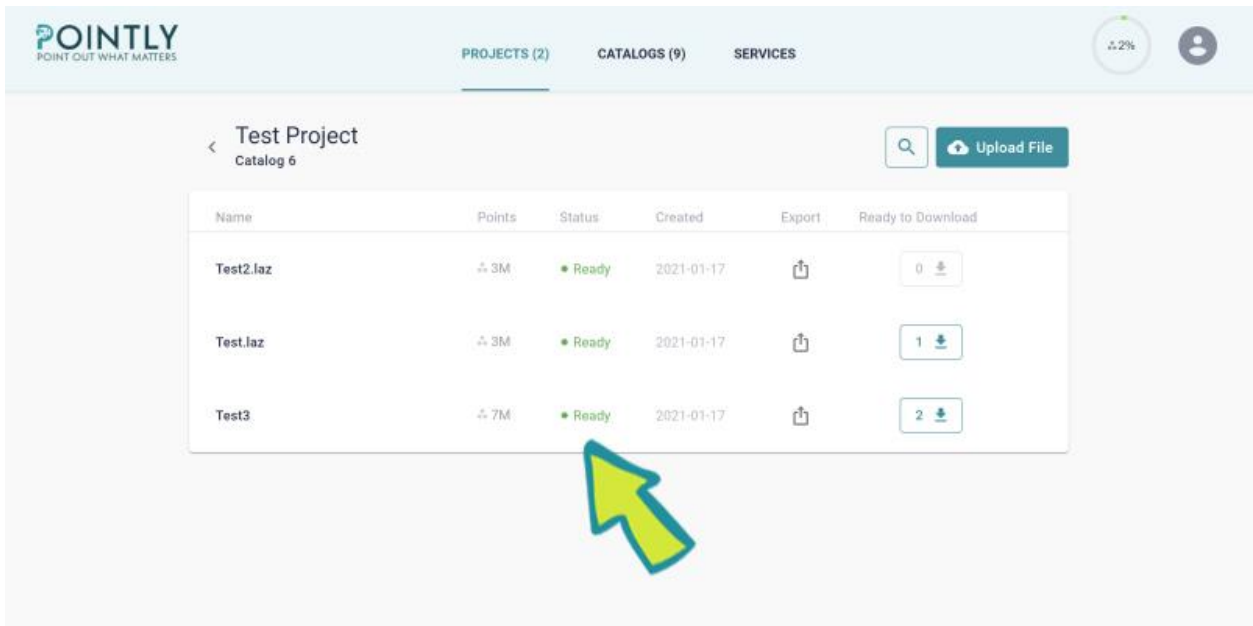 POINTLY
POINT OUT WHAT MATTERS
PROJECTS (2) CATALOGS (9) SERVICES
2%
Test Project
Catalog 6
Upload File
Name Points Status Created Export Ready to Download
Test2.laz 3M Ready 2021-01-17 0
Test.laz 3M Ready 2021-01-17 1
Test3 7M Ready 2021-01-17 2